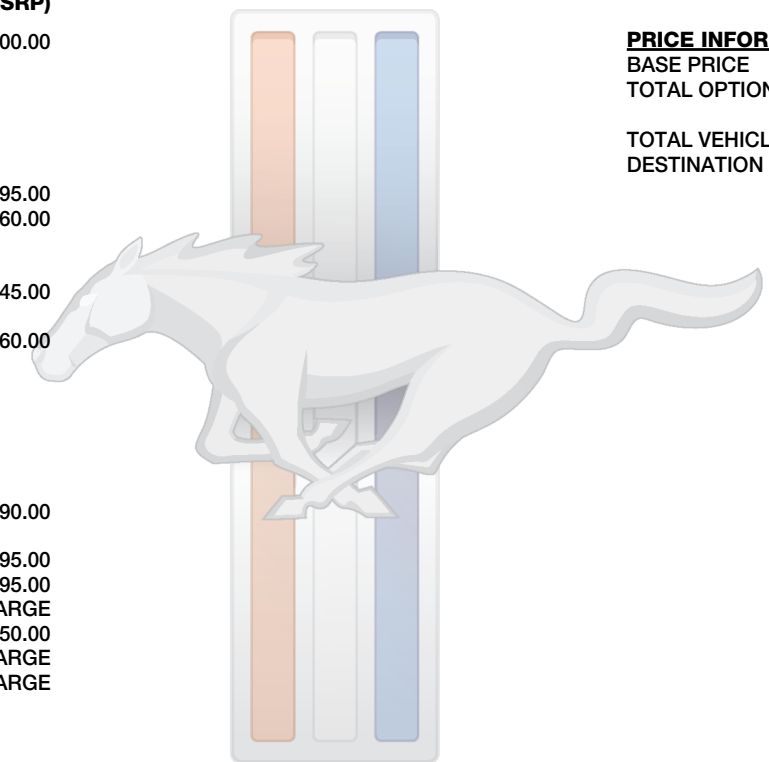 SRP)
00.00
95.00
60.00
45.00
60.00
90.00
95.00
95.00
ARGE
50.00
ARGE
ARGE
PRICE INFOR
BASE PRICE
TOTAL OPTION
TOTAL VEHICL
DESTINATION